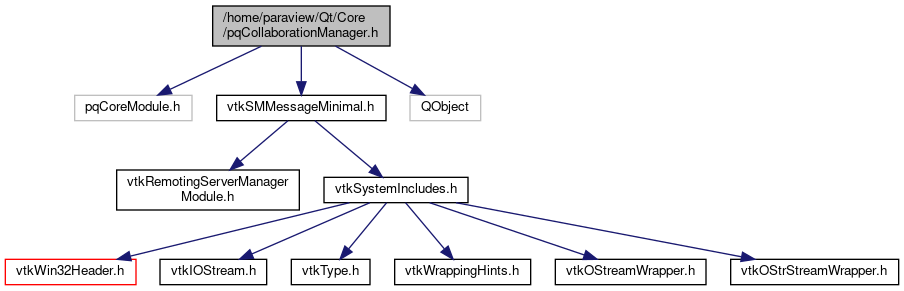 /home/paraview/Qt/Core
/pqCollaborationManager.h
pqCoreModule.h
vtkSMMessageMinimal.h
QObject
vtkRemotingServerManager
Module.h
vtkSystemIncludes.h
vtkWin32Header.h
vtkIOStream.h
vtkType.h
vtkWrappingHints.h
vtkOStreamWrapper.h
vtkOStrStreamWrapper.h